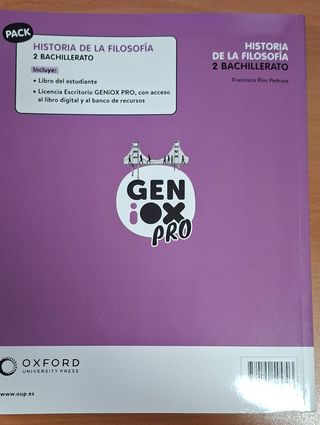 PACK
HISTORIA DE LA FILOSOFÍA
2 BACHILLERATO
Incluye:
• Libro del estudiante
• Licencia Escritorio GENiOX PRO, con acceso
al libro digital y al banco de recursos
HISTORIA
DE LA FILOSOFÍA
2 BACHILLERATO
Francisco Ríos Pedraza
GEN
iOX
PRO
OXFORD
UNIVERSITY PRESS
www.oup.es